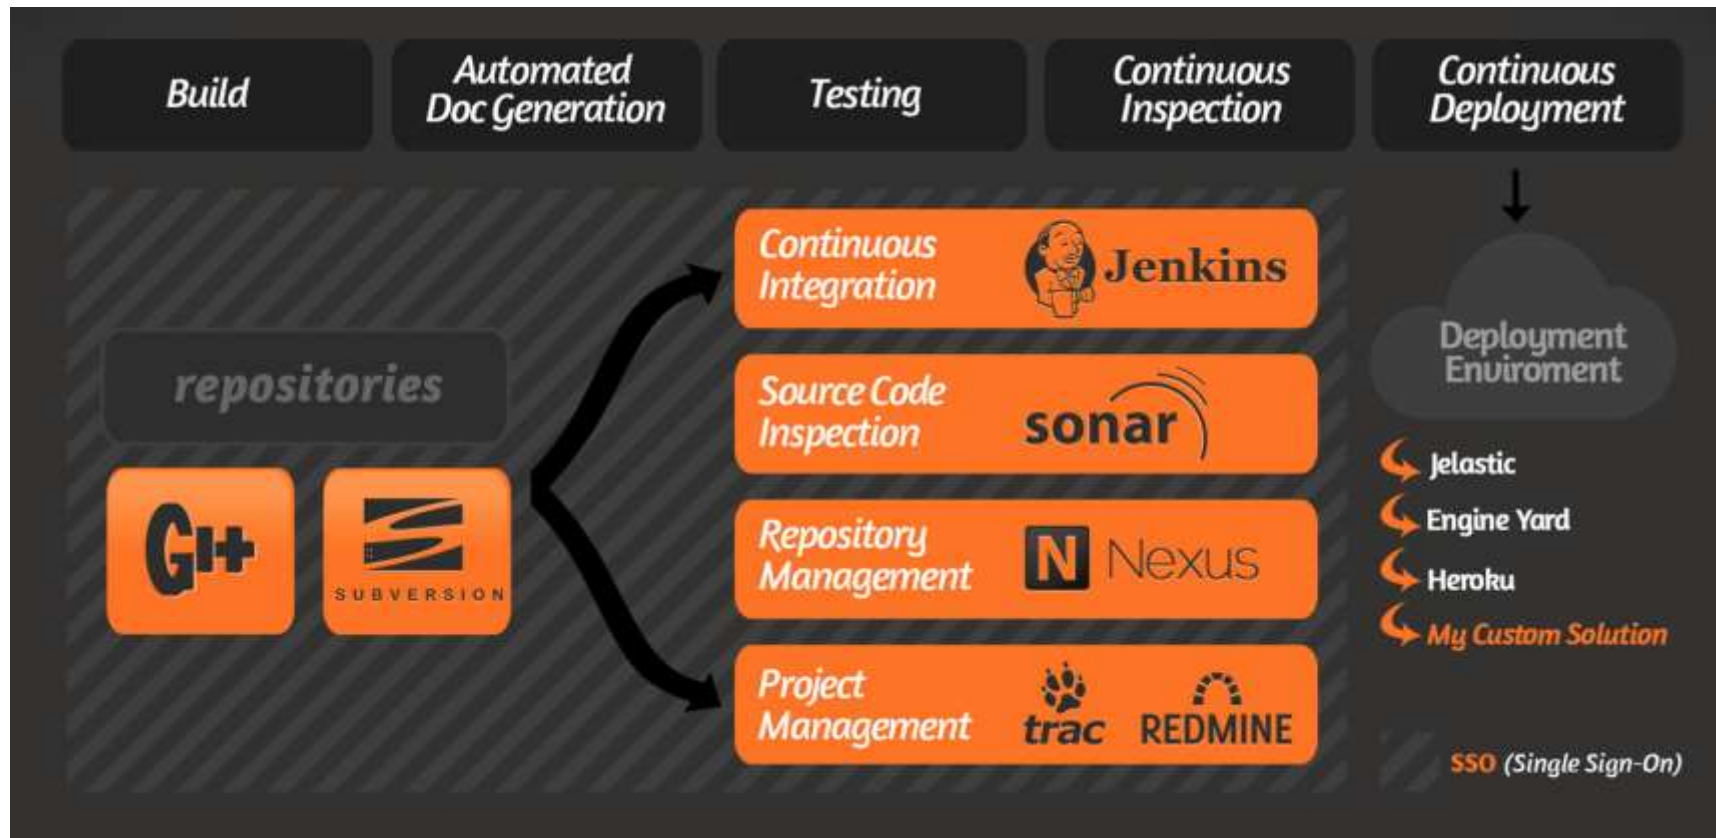 Build
Automated
Doc Generation
Testing
Continuous
Inspection
Continuous
Deployment
repositories
GIt
SUBVERSION
Continuous
Integration
Jenkins
Source Code
Inspection
sonar
Repository
Management
N Nexus
Project
Management
trac
REDMINE
Deployment
Enviroment
Jelastic
Engine Yard
Heroku
My Custom Solution
SSO (Single Sign-On)